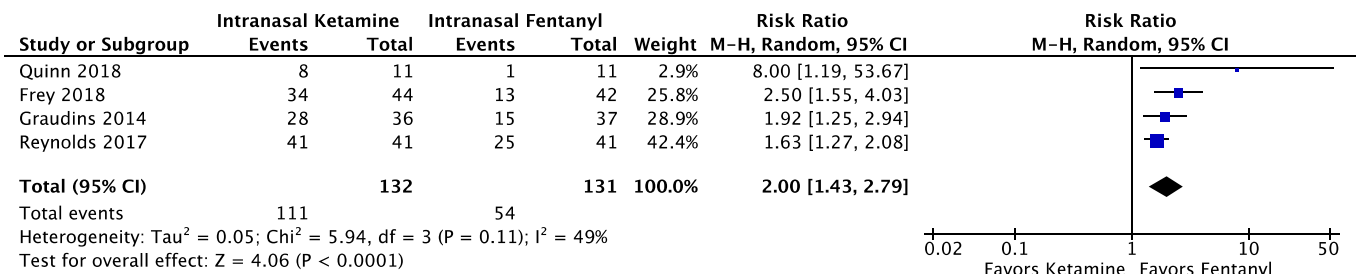 Intranasal Ketamine Intranasal Fentanyl Risk Ratio Risk Ratio
Study or Subgroup Events Total Events Total Weight M-H, Random, 95% CI M-H, Random, 95% CI
Quinn 2018 8 11 1 11 2.9% 8.00 [1.19, 53.67]
Frey 2018 34 44 13 42 25.8% 2.50 [1.55, 4.03]
Graudins 2014 28 36 15 37 28.9% 1.92 [1.25, 2.94]
Reynolds 2017 41 41 25 41 42.4% 1.63 [1.27, 2.08]
Total (95% CI) 132 131 100.0% 2.00 [1.43, 2.79]
Total events 111 54
Heterogeneity: Tau² = 0.05; Chi² = 5.94, df = 3 (P = 0.11); I² = 49%
Test for overall effect: Z = 4.06 (P < 0.0001)
0.02 0.1 1 10 50
Favors Ketamine Favors Fentanyl